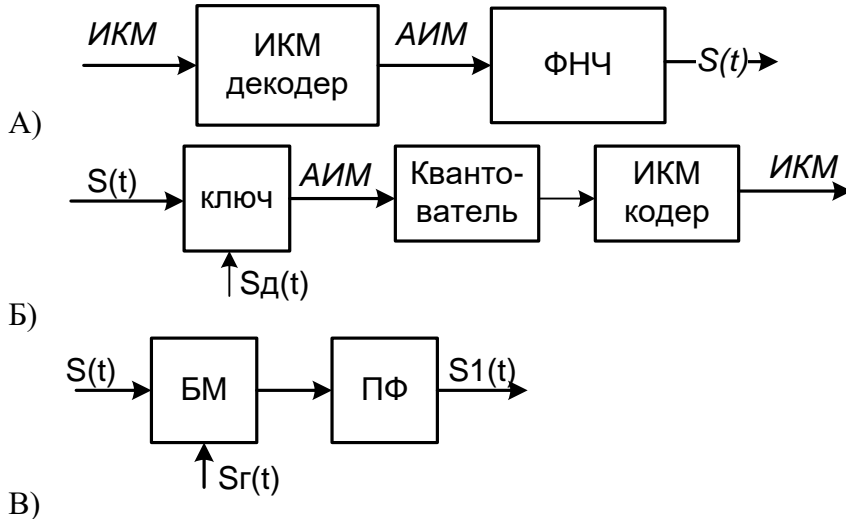 ИКМ ИКМ декодер АИМ ФНЧ S(t)
А)
S(t) ключ АИМ Кванто-
ватель ИКМ
кодер ИКМ
Sд(t)
Б)
S(t) БМ ПФ S1(t)
Sг(t)
В)